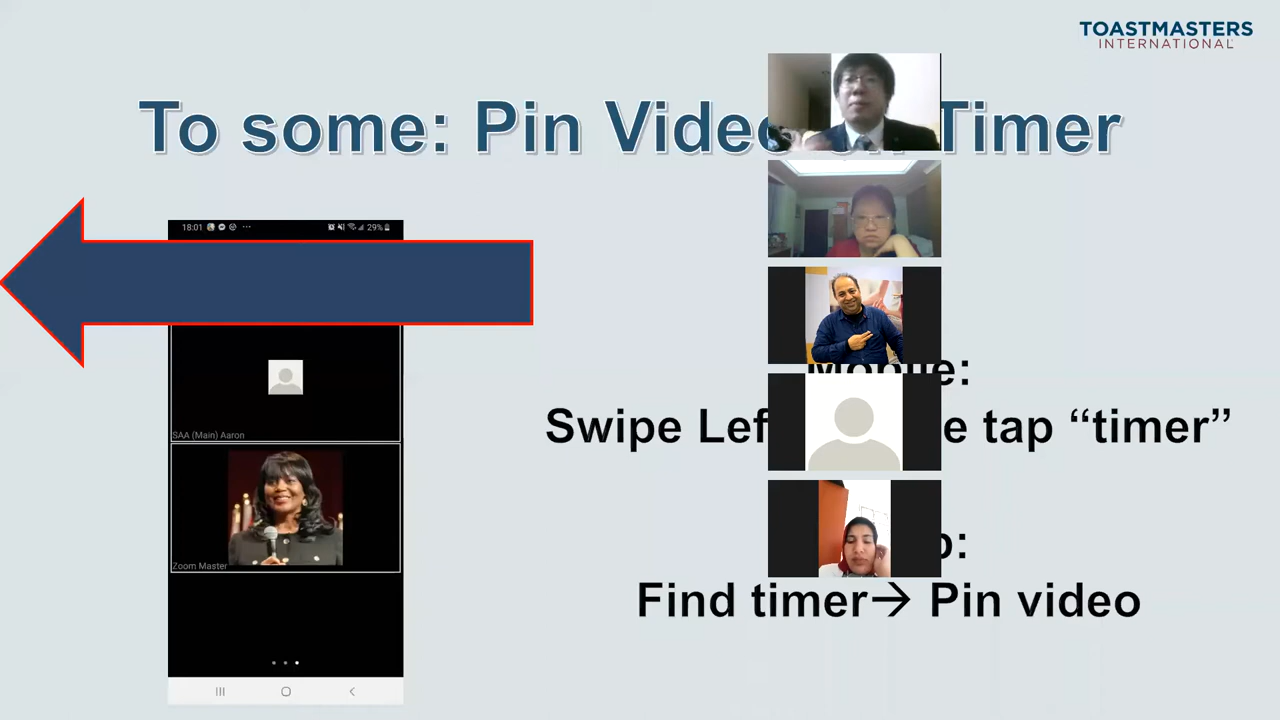 TOASTMASTERS
INTERNATIONAL
To some: Pin Video Timer
18:01
29%
SAA (Main) Aaron
Zoom Master
Mobile:
Swipe tap “timer”
Find timer→ Pin video